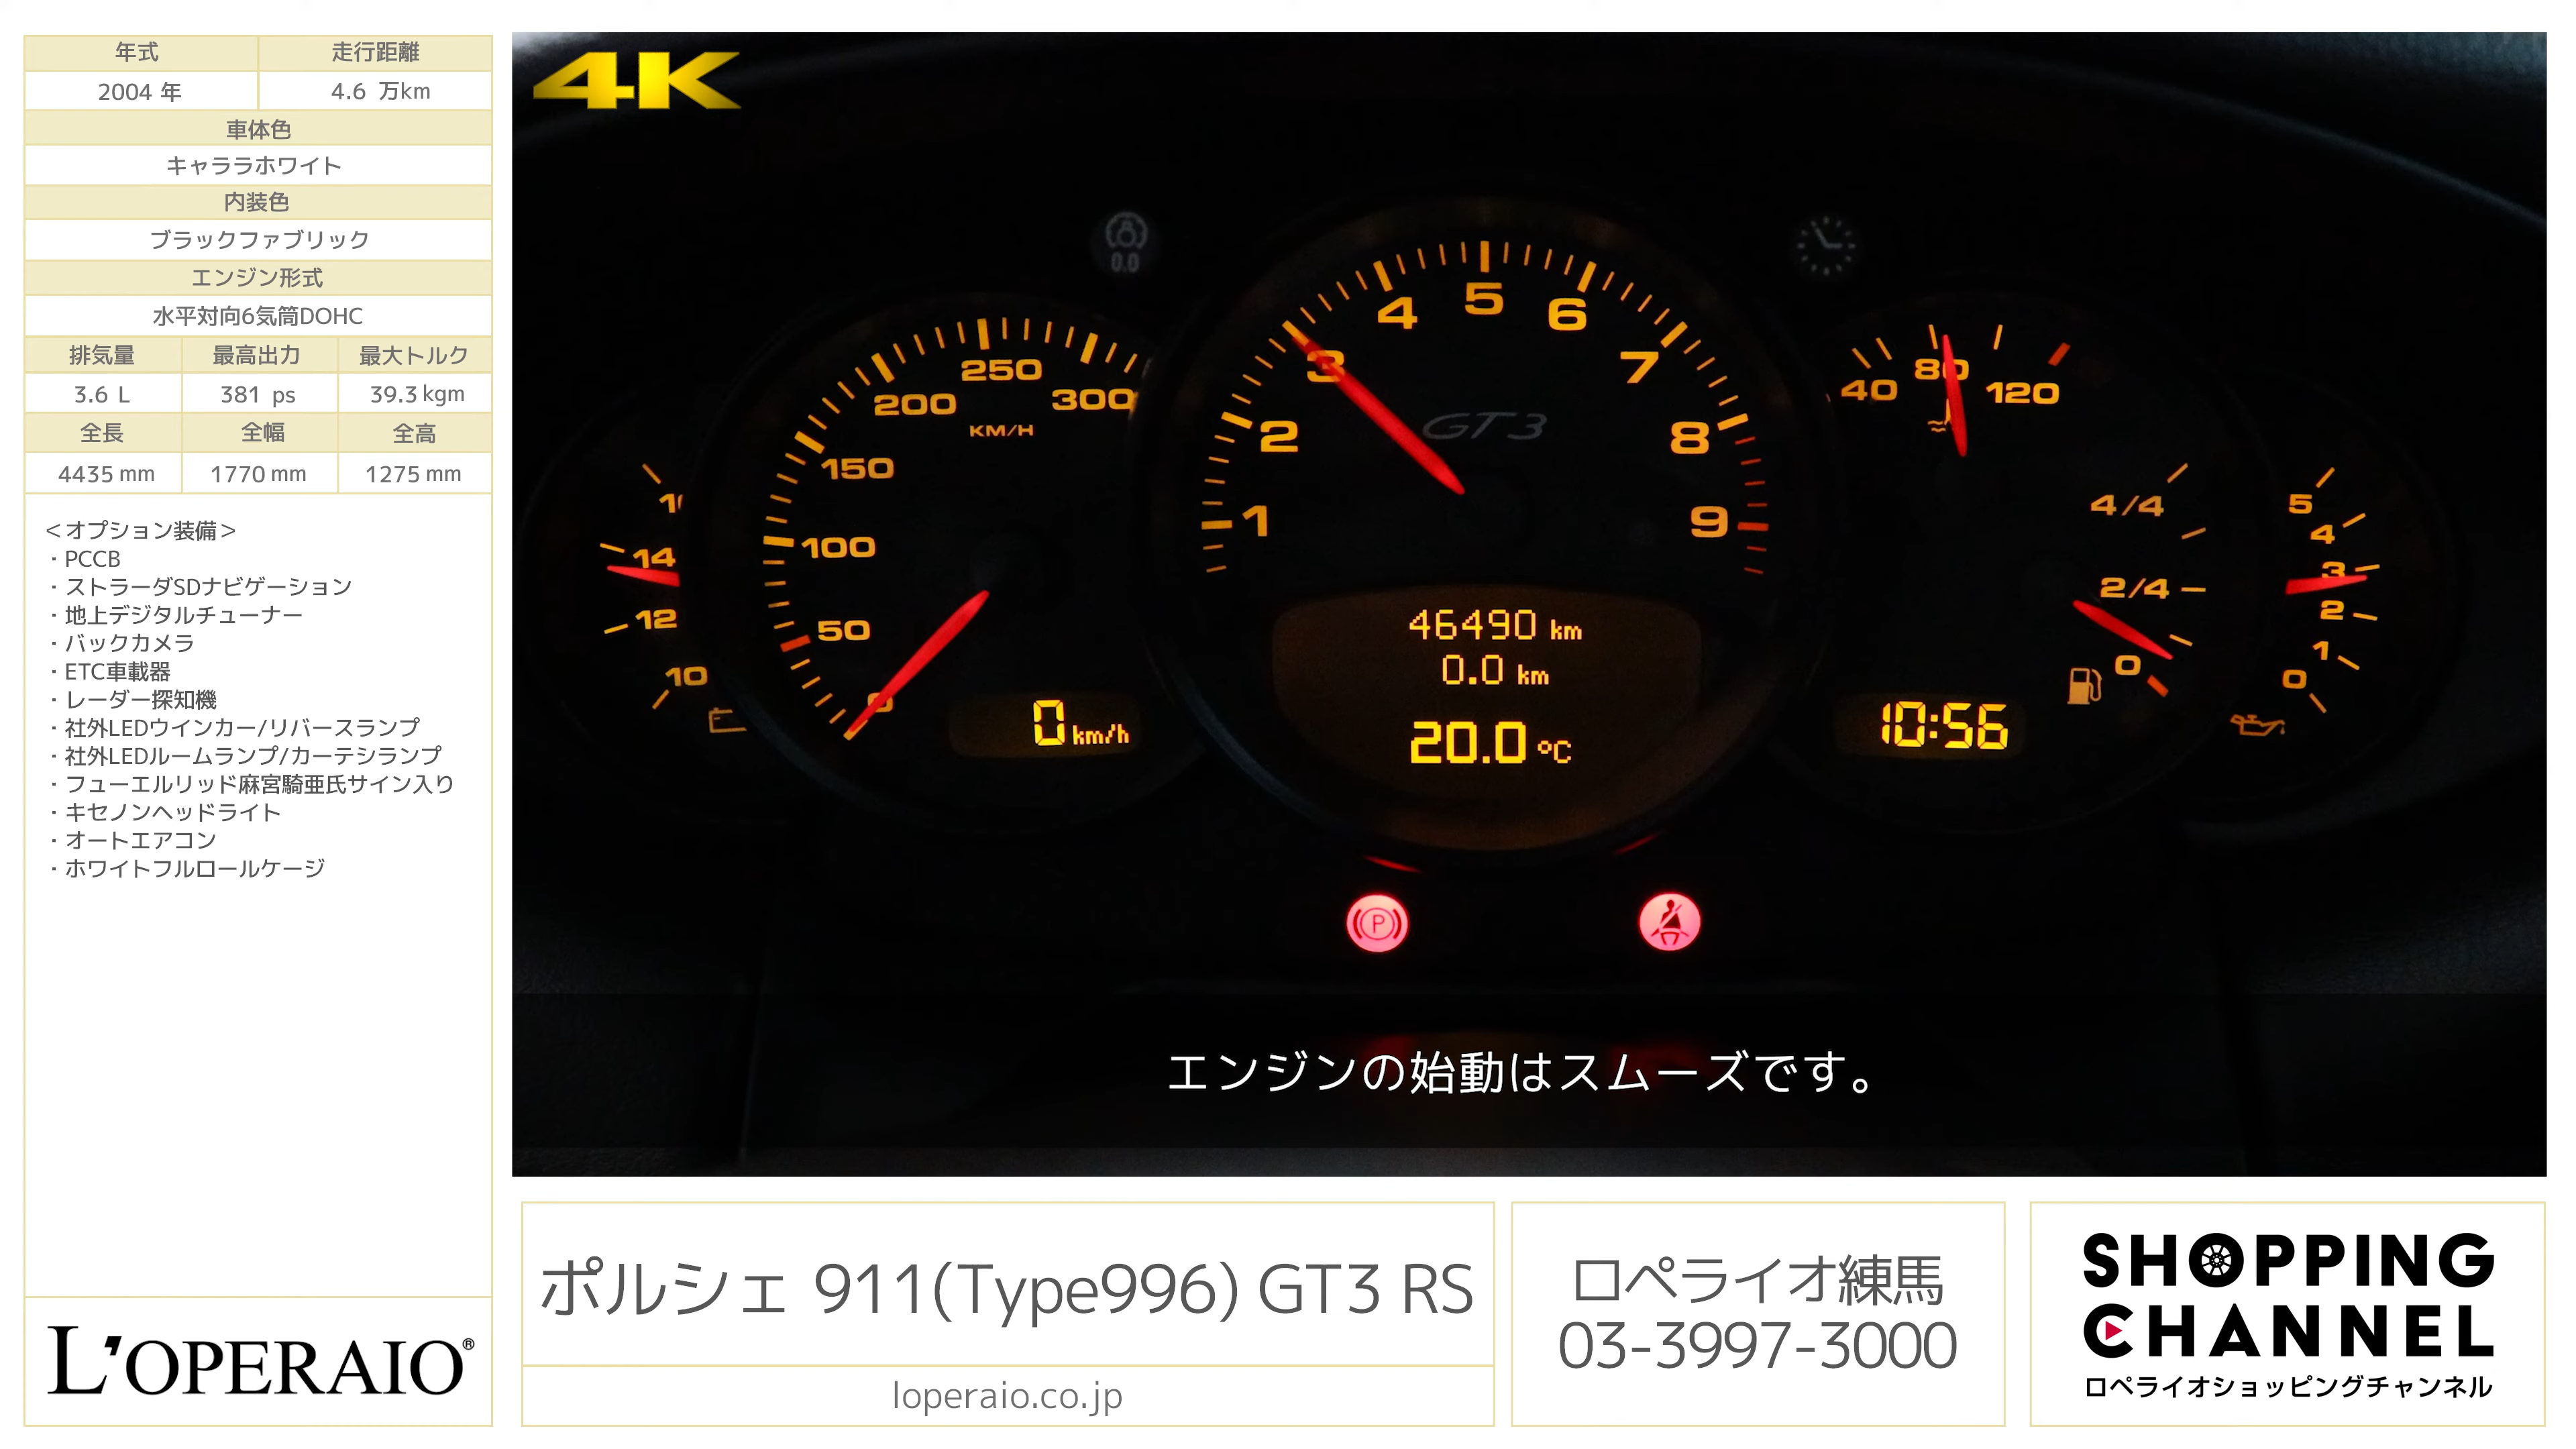 年式 走行距離
2004 年 4.6 万km
車体色
キャララホワイト
内装色
ブラックファブリック
エンジン形式
水平対向6気筒DOHC
排気量 最高出力 最大トルク
3.6 L 381 ps 39.3 kgm
全長 全幅 全高
4435 mm 1770 mm 1275 mm
＜オプション装備＞
・PCCB
・ストラーダSDナビゲーション
・地上デジタルチューナー
・バックカメラ
・ETC車載器
・レーダー探知機
・社外LEDウインカー/リバースランプ
・社外LEDルームランプ/カーテシランプ
・フューエルリッド麻宮騎亜氏サイン入り
・キセノンヘッドライト
・オートエアコン
・ホワイトフルロールケージ
L'OPERAIO®
4K
14
12
10
50
100
150
200
250
300
KM/H
0 km/h
0.0
1
2
3
4
5
6
7
8
9
GT3
46490 km
0.0 km
20.0 °C
40
80
120
4/4
2/4
0
10:56
5
4
3
2
1
0
P
エンジンの始動はスムーズです。
ポルシェ 911(Type996) GT3 RS
loperaio.co.jp
ロペライオ練馬
03-3997-3000
SHOPPING
CHANNEL
ロペライオショッピングチャンネル